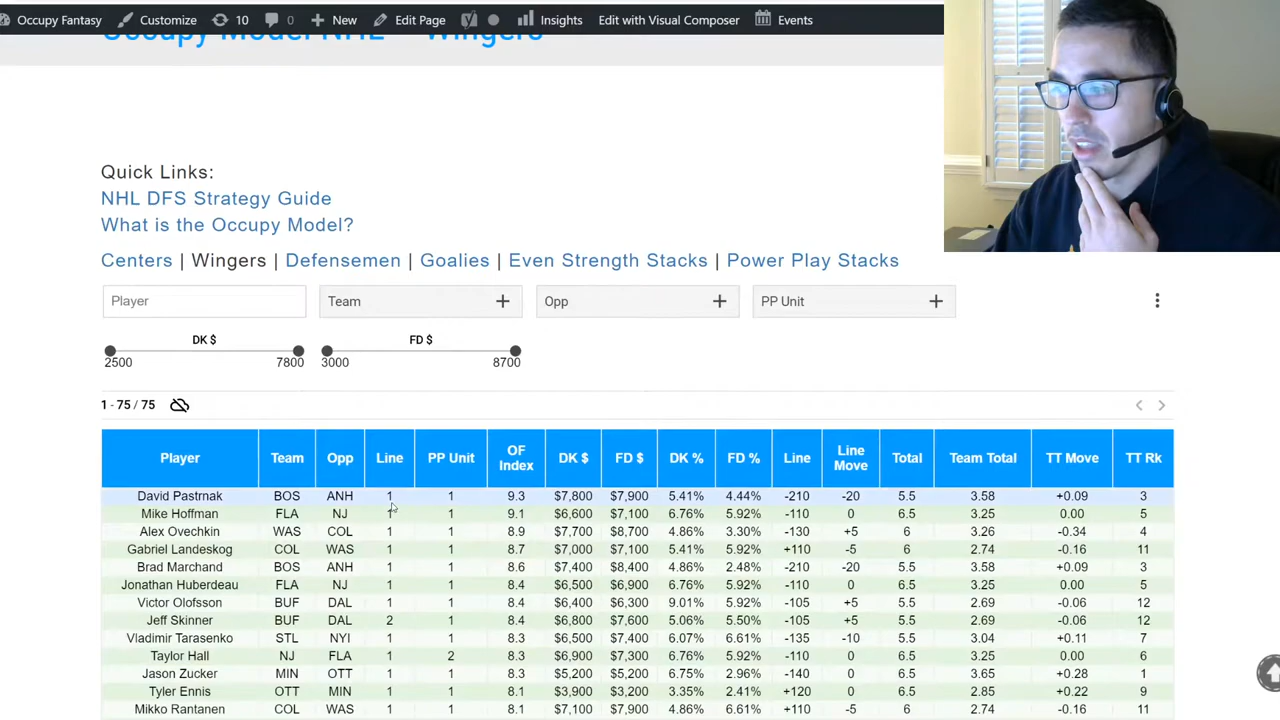 Occupy Fantasy Customize 10 0 New Edit Page Insights Edit with Visual Composer Events
Occupy Model NHL – Wingers
Quick Links:
NHL DFS Strategy Guide
What is the Occupy Model?
Centers | Wingers | Defensemen | Goalies | Even Strength Stacks | Power Play Stacks
Player Team Opp PP Unit
DK $ FD $
2500 7800 3000 8700
1 - 75 / 75
Player Team Opp Line PP Unit OF Index DK $ FD $ DK % FD % Line Line Move Total Team Total TT Move TT Rk
David Pastrnak BOS ANH 1 1 9.3 $7,800 $7,900 5.41% 4.44% -210 -20 5.5 3.58 +0.09 3
Mike Hoffman FLA NJ 1 1 9.1 $6,600 $7,100 6.76% 5.92% -110 0 6.5 3.25 0.00 5
Alex Ovechkin WAS COL 1 1 8.9 $7,700 $8,700 4.86% 3.30% -130 +5 6 3.26 -0.34 4
Gabriel Landeskog COL WAS 1 1 8.7 $7,000 $7,100 5.41% 5.92% +110 -5 6 2.74 -0.16 11
Brad Marchand BOS ANH 1 1 8.6 $7,400 $8,400 4.86% 2.48% -210 -20 5.5 3.58 +0.09 3
Jonathan Huberdeau FLA NJ 1 1 8.4 $6,500 $6,900 6.76% 5.92% -110 0 6.5 3.25 0.00 5
Victor Olofsson BUF DAL 1 1 8.4 $6,400 $6,300 9.01% 5.92% -105 +5 5.5 2.69 -0.06 12
Jeff Skinner BUF DAL 2 1 8.4 $6,800 $7,600 5.06% 5.50% -105 +5 5.5 2.69 -0.06 12
Vladimir Tarasenko STL NYI 1 1 8.3 $6,500 $7,400 6.07% 6.61% -135 -10 5.5 3.04 +0.11 7
Taylor Hall NJ FLA 1 2 8.3 $6,900 $7,300 6.76% 5.92% -110 0 6.5 3.25 0.00 6
Jason Zucker MIN OTT 1 1 8.3 $5,200 $5,200 6.75% 2.96% -140 0 6.5 3.65 +0.28 1
Tyler Ennis OTT MIN 1 1 8.1 $3,900 $3,200 3.35% 2.41% +120 0 6.5 2.85 +0.22 9
Mikko Rantanen COL WAS 1 1 8.1 $7,100 $7,900 4.86% 6.61% +110 -5 6 2.74 -0.16 11